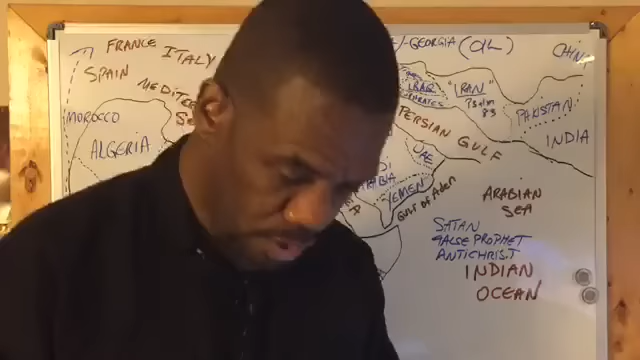 FRANCE
ITALY
SPAIN
MOROCCO
ALGERIA
GEORGIA (OIL)
IRAQ
"IRAN"
Psalm
83
PAKISTAN
INDIA
PERSIAN GULF
UAE
YEMEN
Gulf of Aden
ARABIAN
SEA
SATAN
FALSE PROPHET
ANTICHRIST
INDIAN
OCEAN